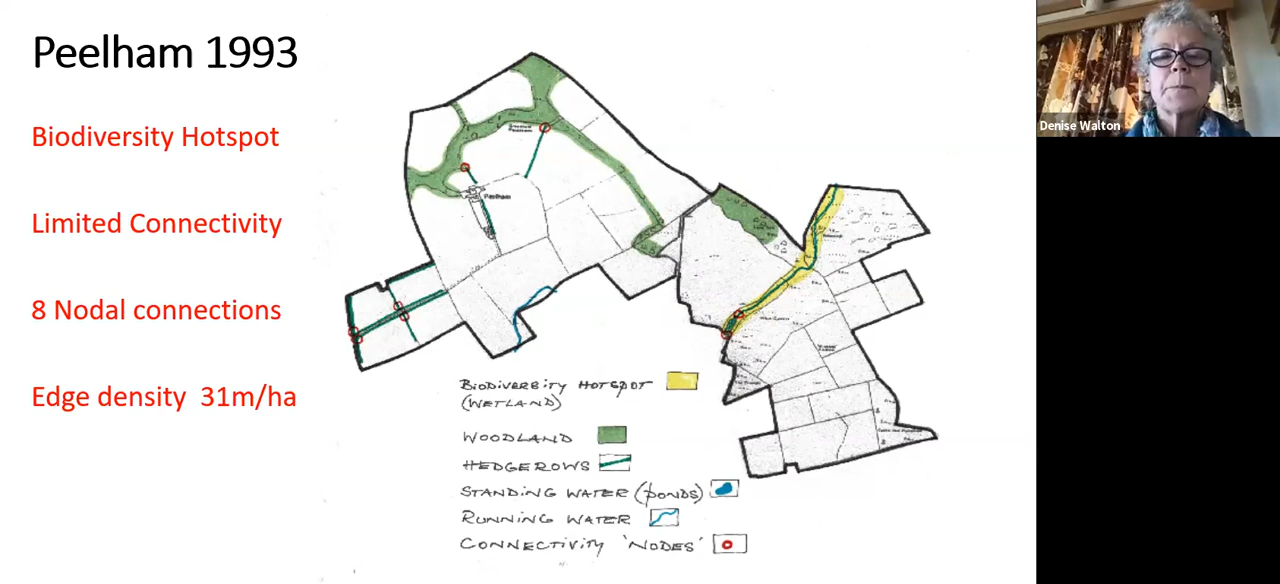 Peelham 1993
Biodiversity Hotspot
Limited Connectivity
8 Nodal connections
Edge density 31m/ha
Peelham
BIODIVERSITY HOTSPOT
(WETLAND)
WOODLAND
HEDGEROWS
STANDING WATER (PONDS)
RUNNING WATER
CONNECTIVITY 'NODES'
Denise Walton